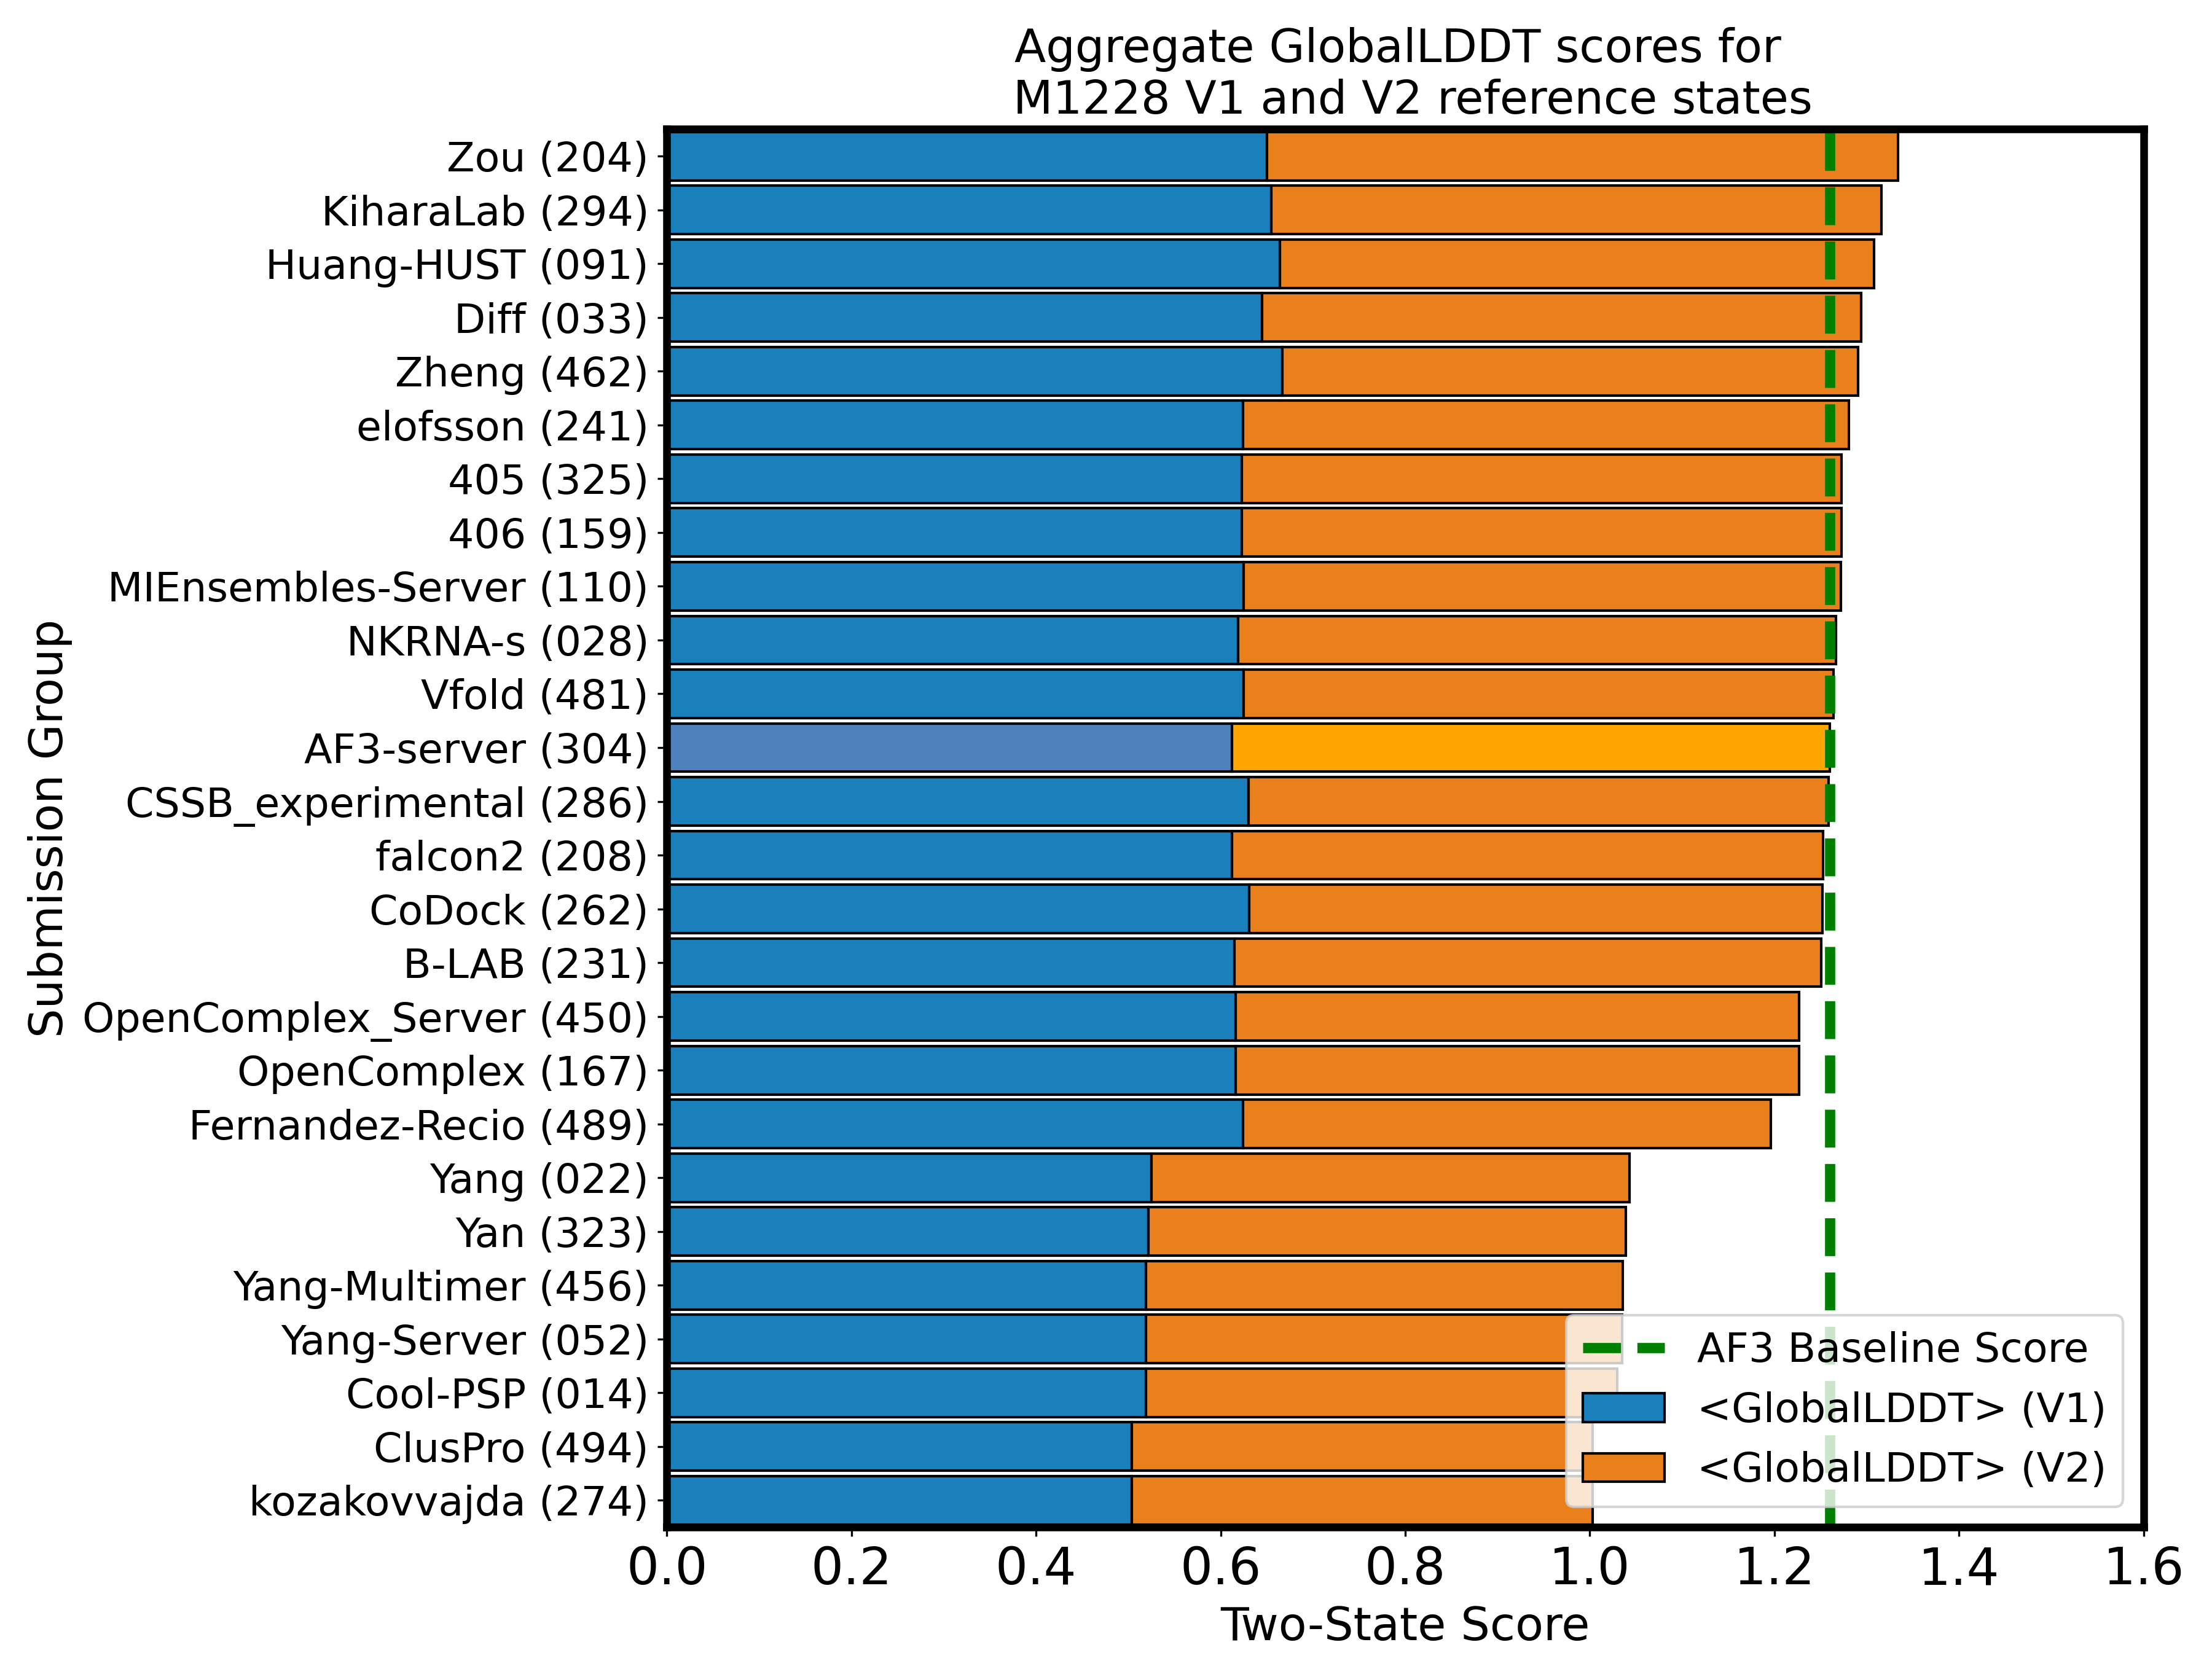 Aggregate GlobalLDDT scores for
M1228 V1 and V2 reference states
Submission Group
Zou (204)
KiharaLab (294)
Huang-HUST (091)
Diff (033)
Zheng (462)
elofsson (241)
405 (325)
406 (159)
MIEnsembles-Server (110)
NKRNA-s (028)
Vfold (481)
AF3-server (304)
CSSB_experimental (286)
falcon2 (208)
CoDock (262)
B-LAB (231)
OpenComplex_Server (450)
OpenComplex (167)
Fernandez-Recio (489)
Yang (022)
Yan (323)
Yang-Multimer (456)
Yang-Server (052)
Cool-PSP (014)
ClusPro (494)
kozakovvajda (274)
AF3 Baseline Score
<GlobalLDDT> (V1)
<GlobalLDDT> (V2)
0.0 0.2 0.4 0.6 0.8 1.0 1.2 1.4 1.6
Two-State Score